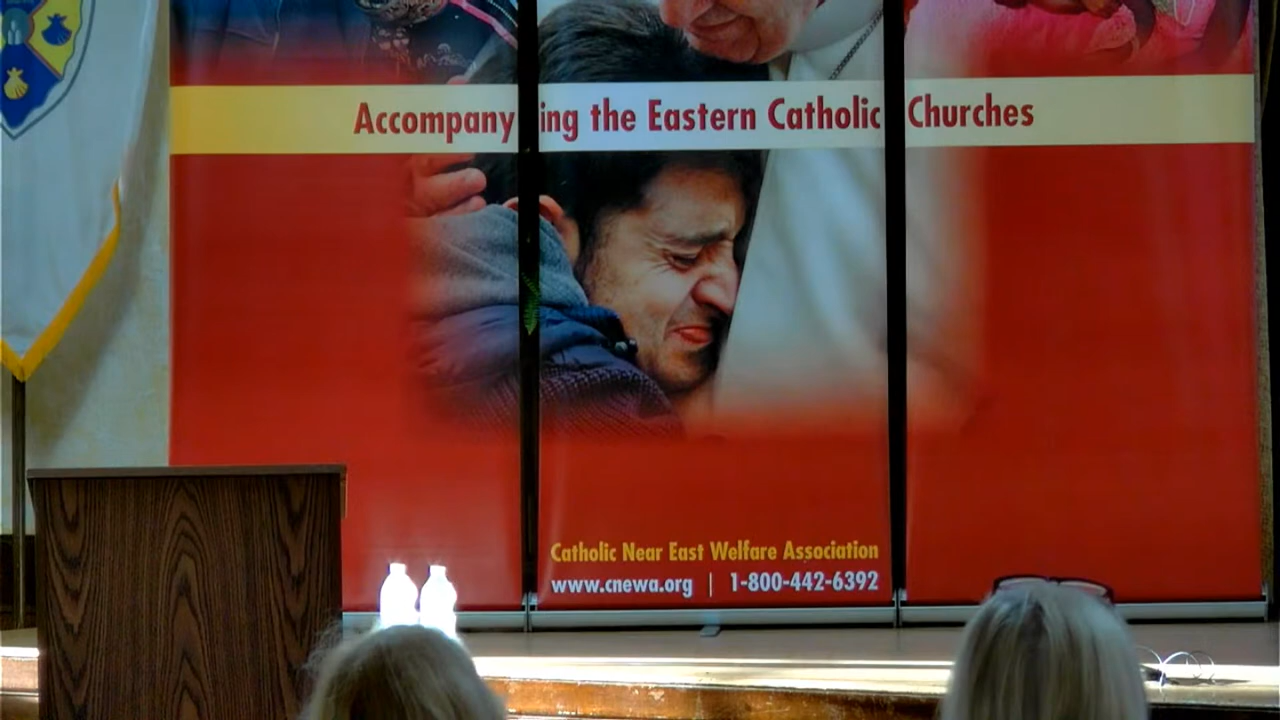 Accompanying the Eastern Catholic Churches
Catholic Near East Welfare Association
www.cnewa.org | 1-800-442-6392